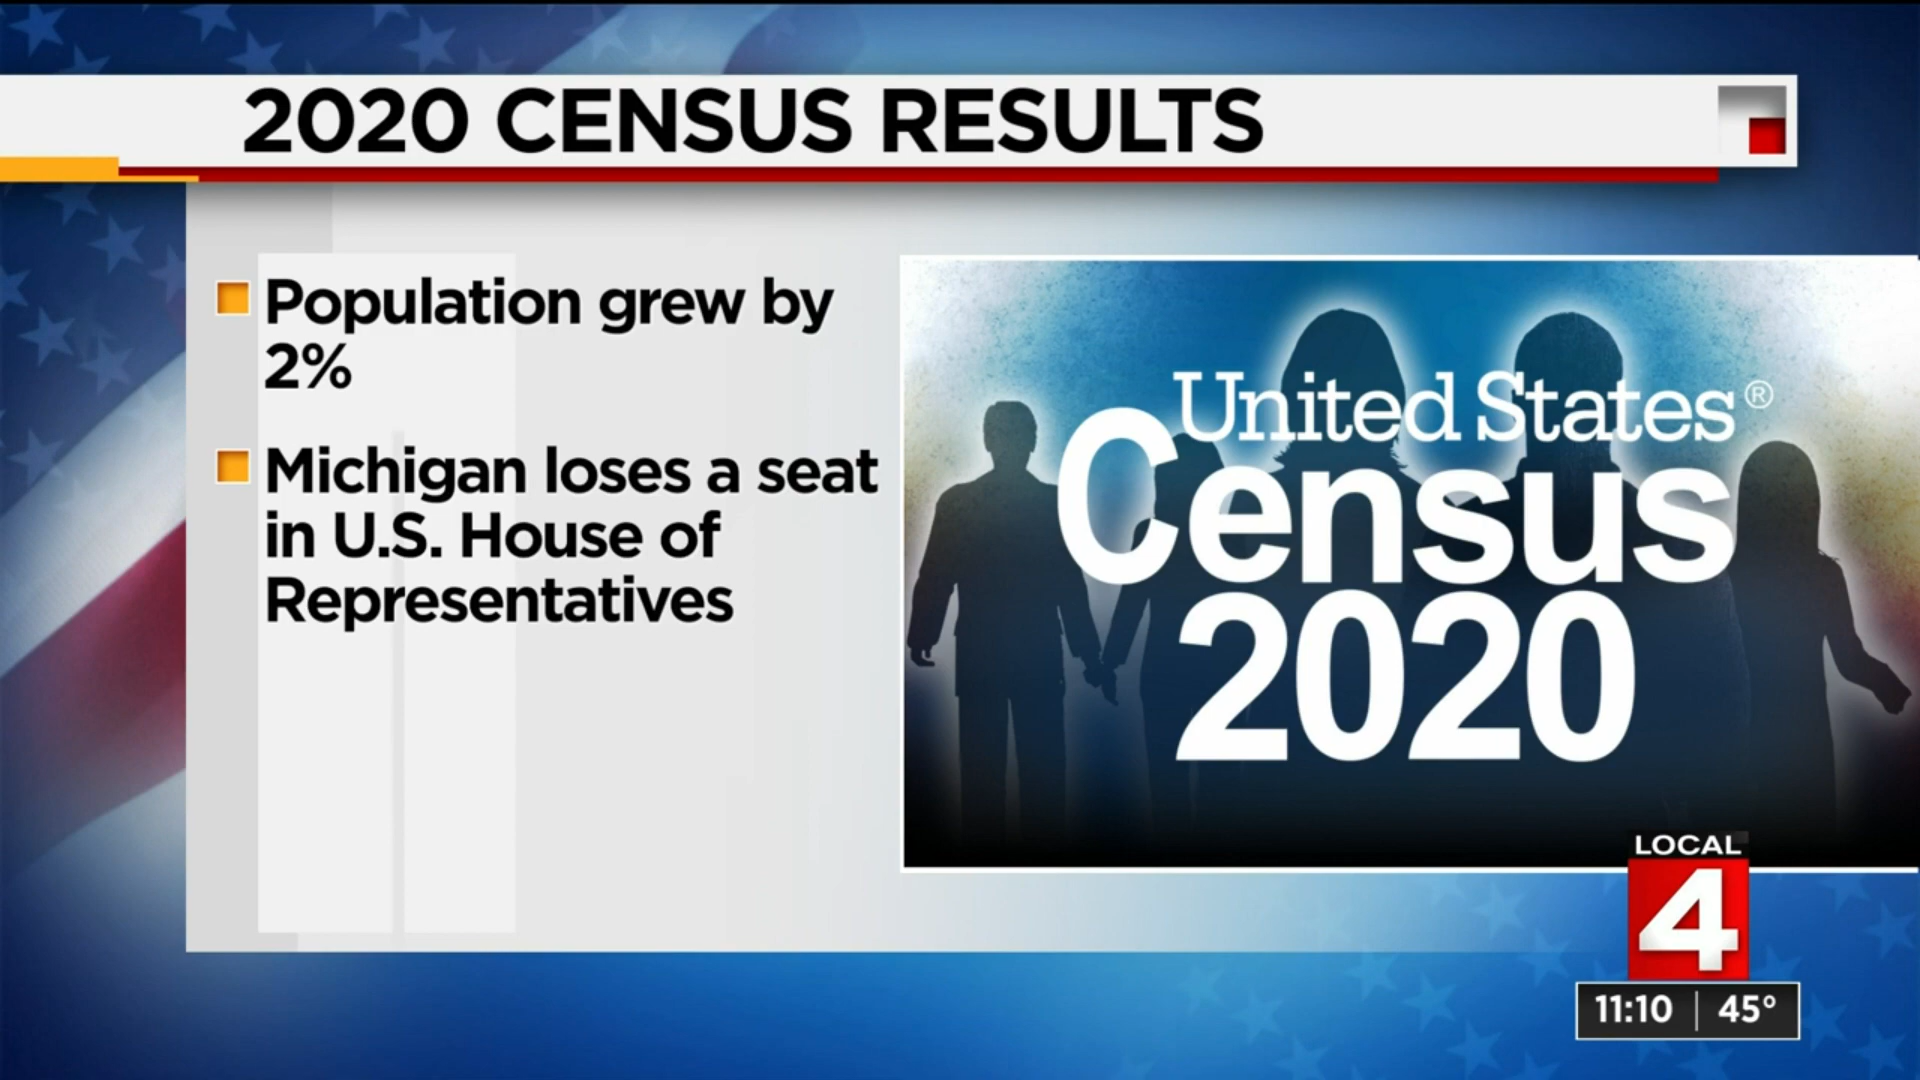 2020 CENSUS RESULTS
Population grew by
2%
Michigan loses a seat
in U.S. House of
Representatives
United States®
Census
2020
LOCAL
4
11:10 | 45°